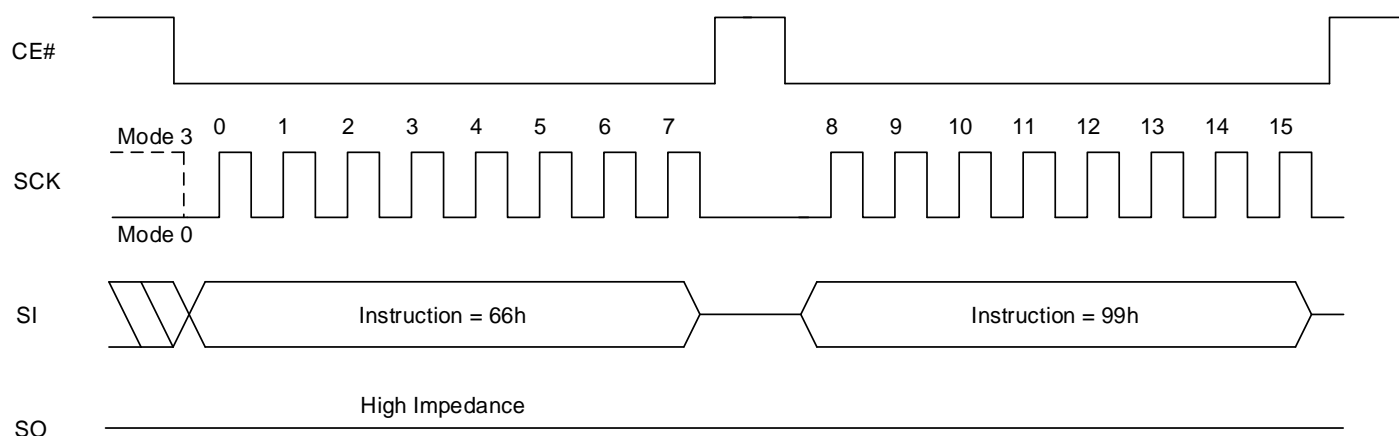 CE#
Mode 3 0 1 2 3 4 5 6 7 8 9 10 11 12 13 14 15
SCK
Mode 0
SI Instruction = 66h Instruction = 99h
High Impedance
SO